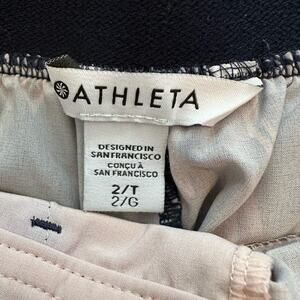 ATHLETA
DESIGNED IN
SAN FRANCISCO
CONÇU À
SAN FRANCISCO
2/T
2/G